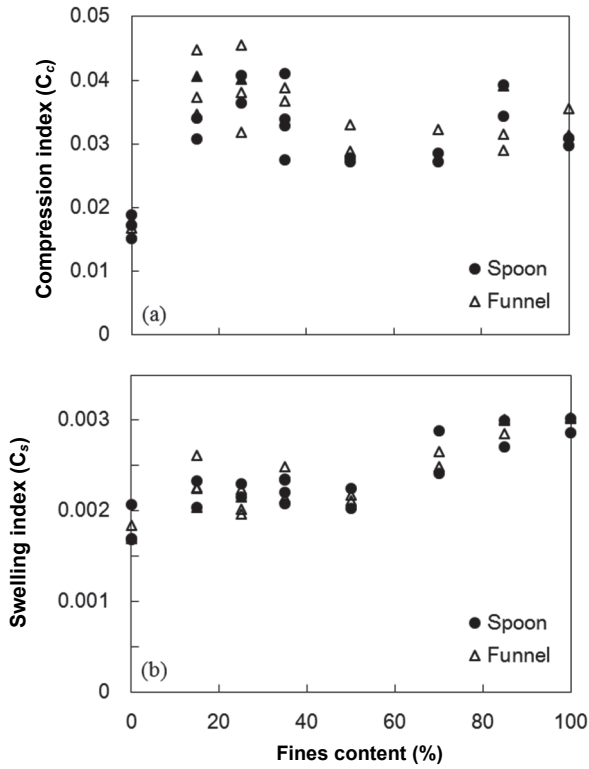 0.05
0.04
0.03
0.02
0.01
0
Compression index (Cc)
Spoon
Funnel
(a)
0.003
0.002
0.001
0
Swelling index (Cs)
Spoon
Funnel
(b)
0 20 40 60 80 100
Fines content (%)